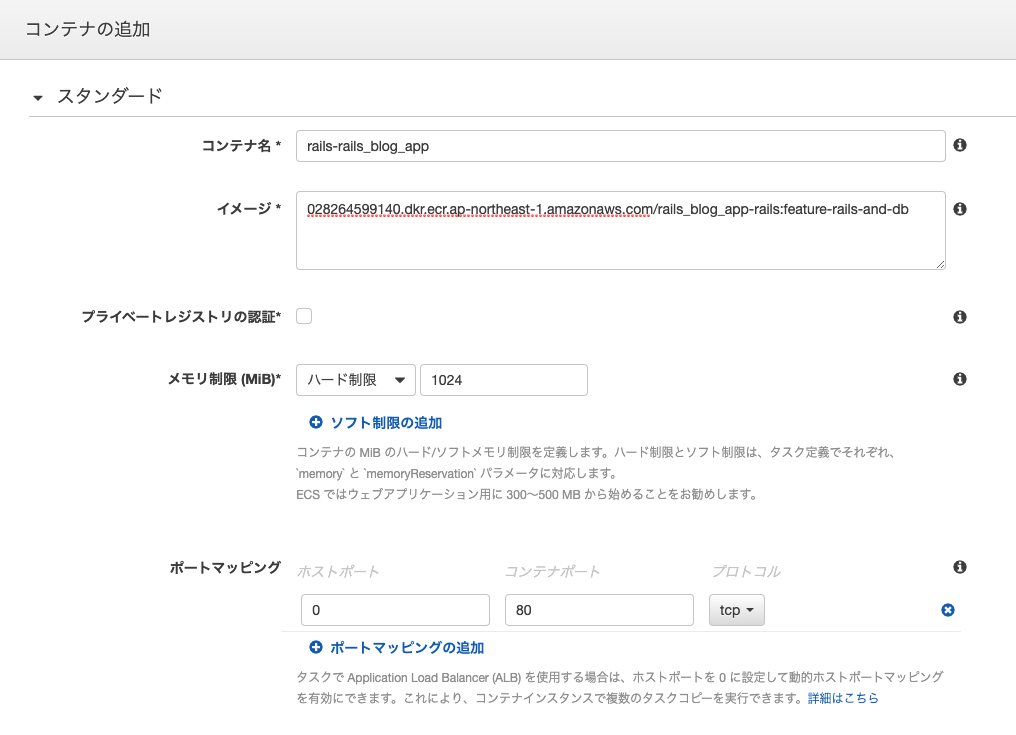 コンテナの追加
スタンダード
コンテナ名 *
rails-rails_blog_app
イメージ *
028264599140.dkr.ecr.ap-northeast-1.amazonaws.com/rails_blog_app-rails:feature-rails-and-db
プライベートレジストリの認証*
メモリ制限 (MiB)*
ハード制限
1024
ソフト制限の追加
コンテナの MiB のハード/ソフトメモリ制限を定義します。ハード制限とソフト制限は、タスク定義でそれぞれ、
`memory` と `memoryReservation` パラメータに対応します。
ECS ではウェブアプリケーション用に 300〜500 MB から始めることをお勧めします。
ポートマッピング
ホストポート
コンテナポート
プロトコル
0
80
tcp
ポートマッピングの追加
タスクで Application Load Balancer (ALB) を使用する場合は、ホストポートを 0 に設定して動的ホストポートマッピング
を有効にできます。これにより、コンテナインスタンスで複数のタスクコピーを実行できます。詳細はこちら